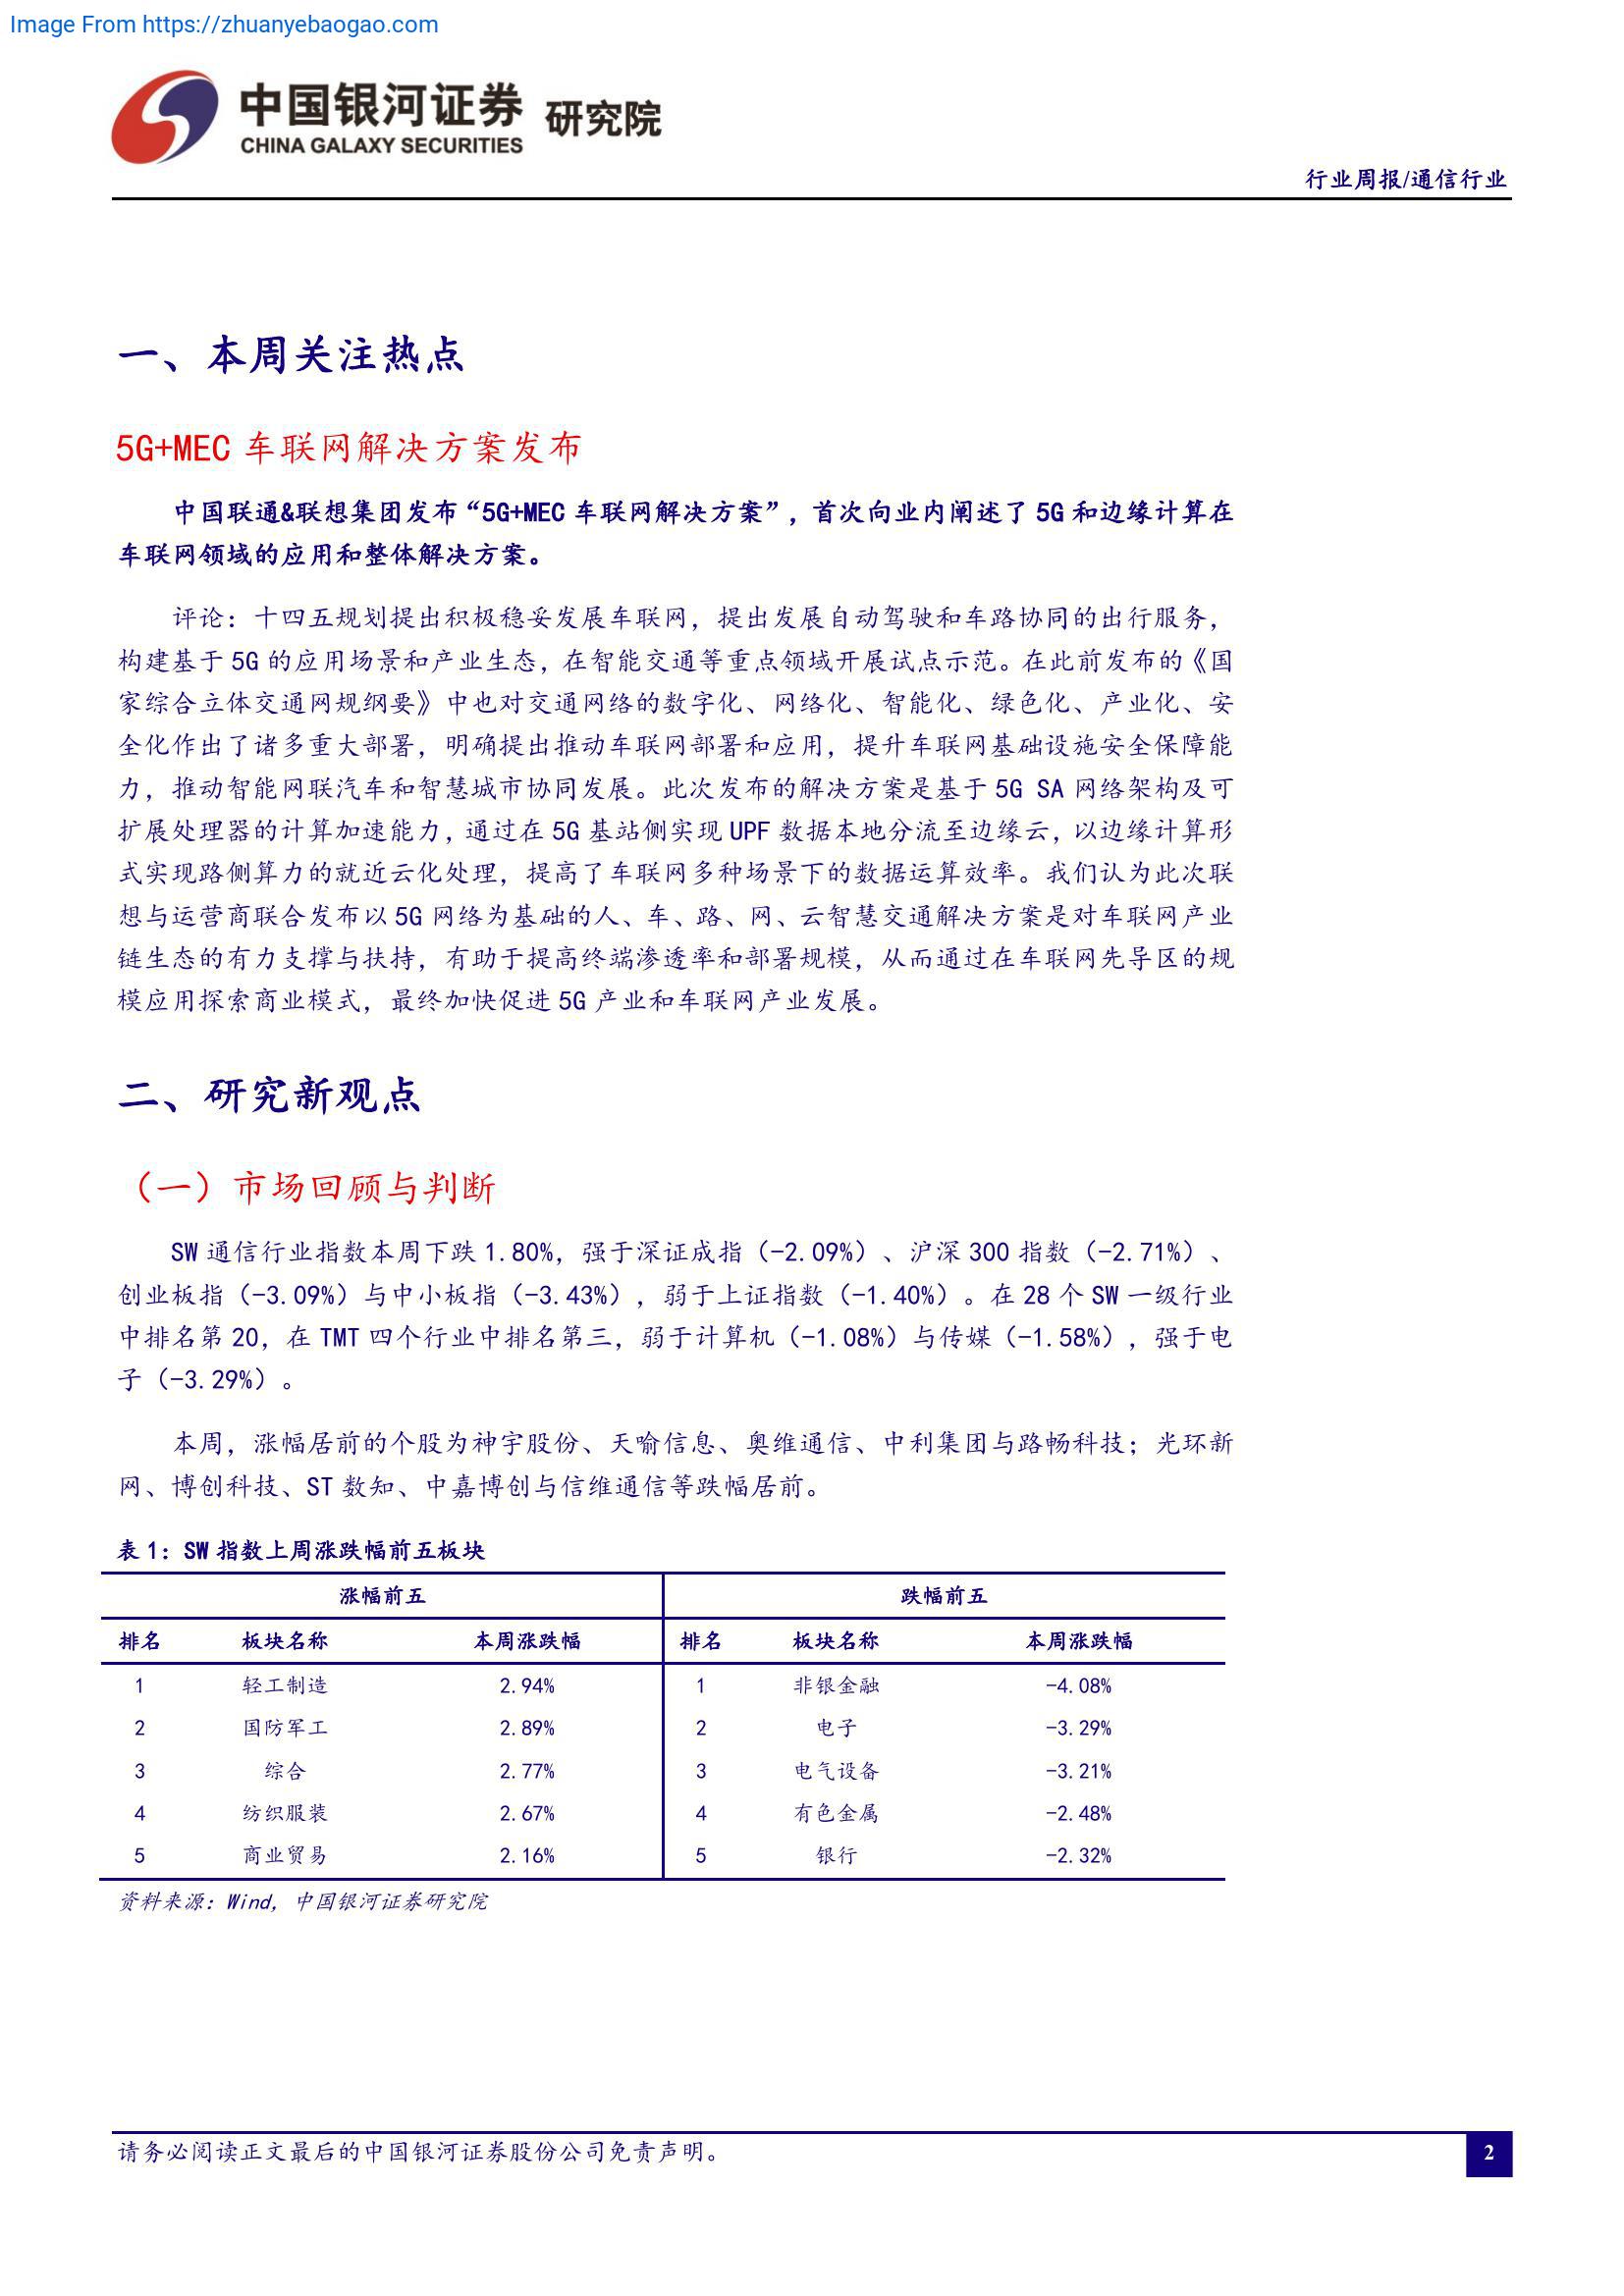 Image From https://zhuanyebaogao.com
中国银河证券 研究院
CHINA GALAXY SECURITIES
行业周报/通信行业
一、本周关注热点
5G+MEC 车联网解决方案发布
中国联通&联想集团发布“5G+MEC 车联网解决方案”，首次向业内阐述了 5G 和边缘计算在
车联网领域的应用和整体解决方案。
评论：十四五规划提出积极稳妥发展车联网，提出发展自动驾驶和车路协同的出行服务，
构建基于 5G 的应用场景和产业生态，在智能交通等重点领域开展试点示范。在此前发布的《国
家综合立体交通网规纲要》中也对交通网络的数字化、网络化、智能化、绿色化、产业化、安
全化作出了诸多重大部署，明确提出推动车联网部署和应用，提升车联网基础设施安全保障能
力，推动智能网联汽车和智慧城市协同发展。此次发布的解决方案是基于 5G SA 网络架构及可
扩展处理器的计算加速能力，通过在 5G 基站侧实现 UPF 数据本地分流至边缘云，以边缘计算形
式实现路侧算力的就近云化处理，提高了车联网多种场景下的数据运算效率。我们认为此次联
想与运营商联合发布以 5G 网络为基础的人、车、路、网、云智慧交通解决方案是对车联网产业
链生态的有力支撑与扶持，有助于提高终端渗透率和部署规模，从而通过在车联网先导区的规
模应用探索商业模式，最终加快促进 5G 产业和车联网产业发展。
二、研究新观点
（一）市场回顾与判断
SW 通信行业指数本周下跌 1.80%，强于深证成指（-2.09%）、沪深 300 指数（-2.71%）、
创业板指（-3.09%）与中小板指（-3.43%），弱于上证指数（-1.40%）。在 28 个 SW 一级行业
中排名第 20，在 TMT 四个行业中排名第三，弱于计算机（-1.08%）与传媒（-1.58%），强于电
子（-3.29%）。
本周，涨幅居前的个股为神宇股份、天喻信息、奥维通信、中利集团与路畅科技；光环新
网、博创科技、ST 数知、中嘉博创与信维通信等跌幅居前。
表 1：SW 指数上周涨跌幅前五板块
涨幅前五 跌幅前五
排名 板块名称 本周涨跌幅 排名 板块名称 本周涨跌幅
1 轻工制造 2.94% 1 非银金融 -4.08%
2 国防军工 2.89% 2 电子 -3.29%
3 综合 2.77% 3 电气设备 -3.21%
4 纺织服装 2.67% 4 有色金属 -2.48%
5 商业贸易 2.16% 5 银行 -2.32%
资料来源：Wind，中国银河证券研究院
请务必阅读正文最后的中国银河证券股份公司免责声明。
2